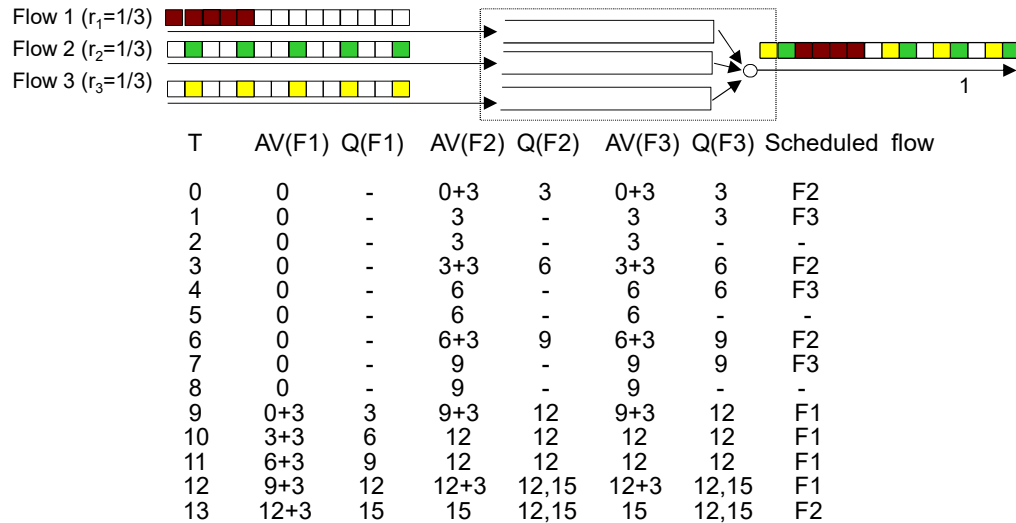 Flow 1 (r1=1/3)
Flow 2 (r2=1/3)
Flow 3 (r3=1/3)
1
T AV(F1) Q(F1) AV(F2) Q(F2) AV(F3) Q(F3) Scheduled flow
0 0 - 0+3 3 0+3 3 F2
1 0 - 3 - 3 3 F3
2 0 - 3 - 3 - -
3 0 - 3+3 6 3+3 6 F2
4 0 - 6 - 6 6 F3
5 0 - 6 - 6 - -
6 0 - 6+3 9 6+3 9 F2
7 0 - 9 - 9 9 F3
8 0 - 9 - 9 - -
9 0+3 3 9+3 12 9+3 12 F1
10 3+3 6 12 12 12 12 F1
11 6+3 9 12 12 12 12 F1
12 9+3 12 12+3 12,15 12+3 12,15 F1
13 12+3 15 15 12,15 15 12,15 F2